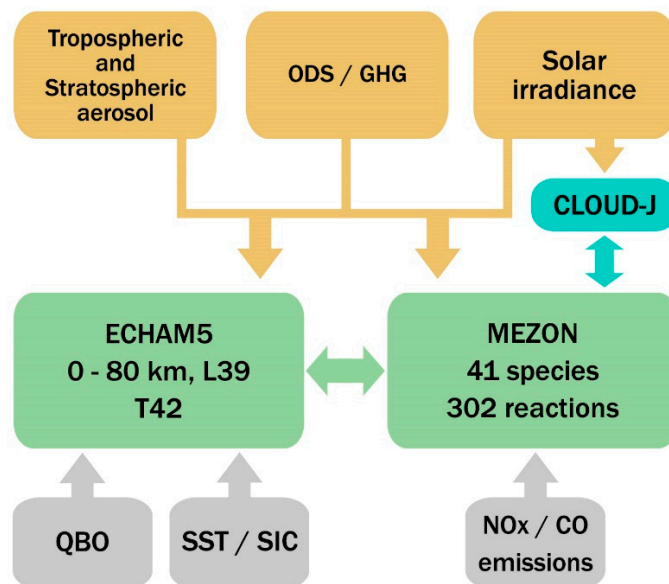 Tropospheric
and
Stratospheric
aerosol
ODS / GHG
Solar
irradiance
CLOUD-J
ECHAM5
0 - 80 km, L39
T42
MEZON
41 species
302 reactions
QBO
SST / SIC
NOx / CO
emissions